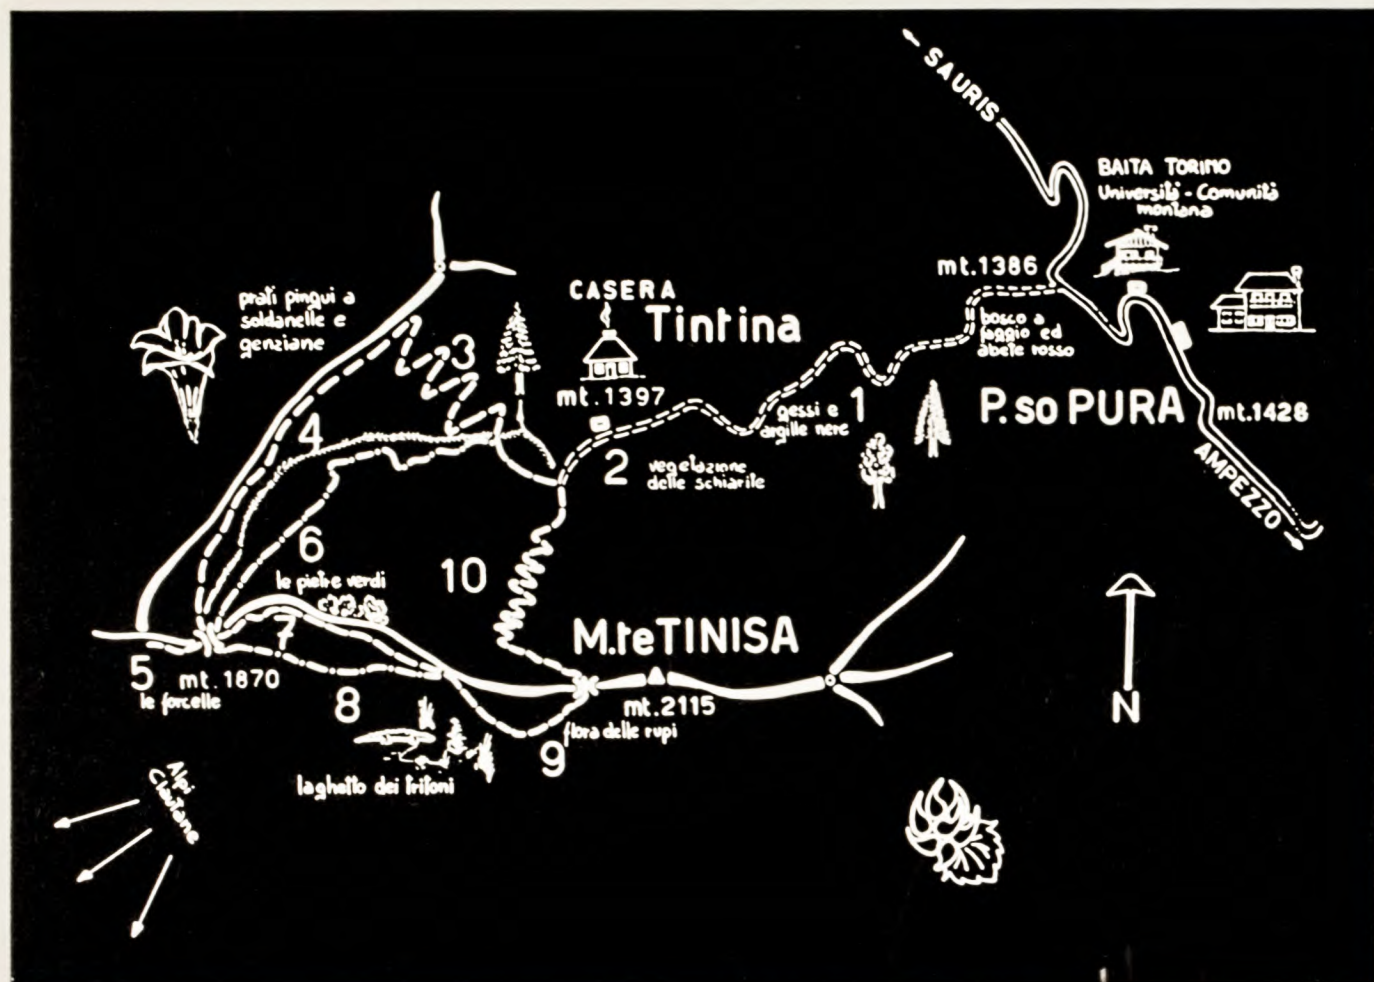 SAURIS
BAITA TORINO
Università - Comunità
montana
mt.1386
prati pingui a
soldanelle e
genziane
CASERA
Tintina
mt.1397
bosco a
faggio ed
abete rosso
P.so PURA
mt.1428
AMPEZZO
3
4
gessi e
argille nere
1
2
vegetazione
delle schiarite
6
10
le pietre verdi
7
M.te TINISA
5
mt.1870
le forcelle
8
mt.2115
flora delle rupi
9
laghetto dei tritoni
N
Alpi
Clautane